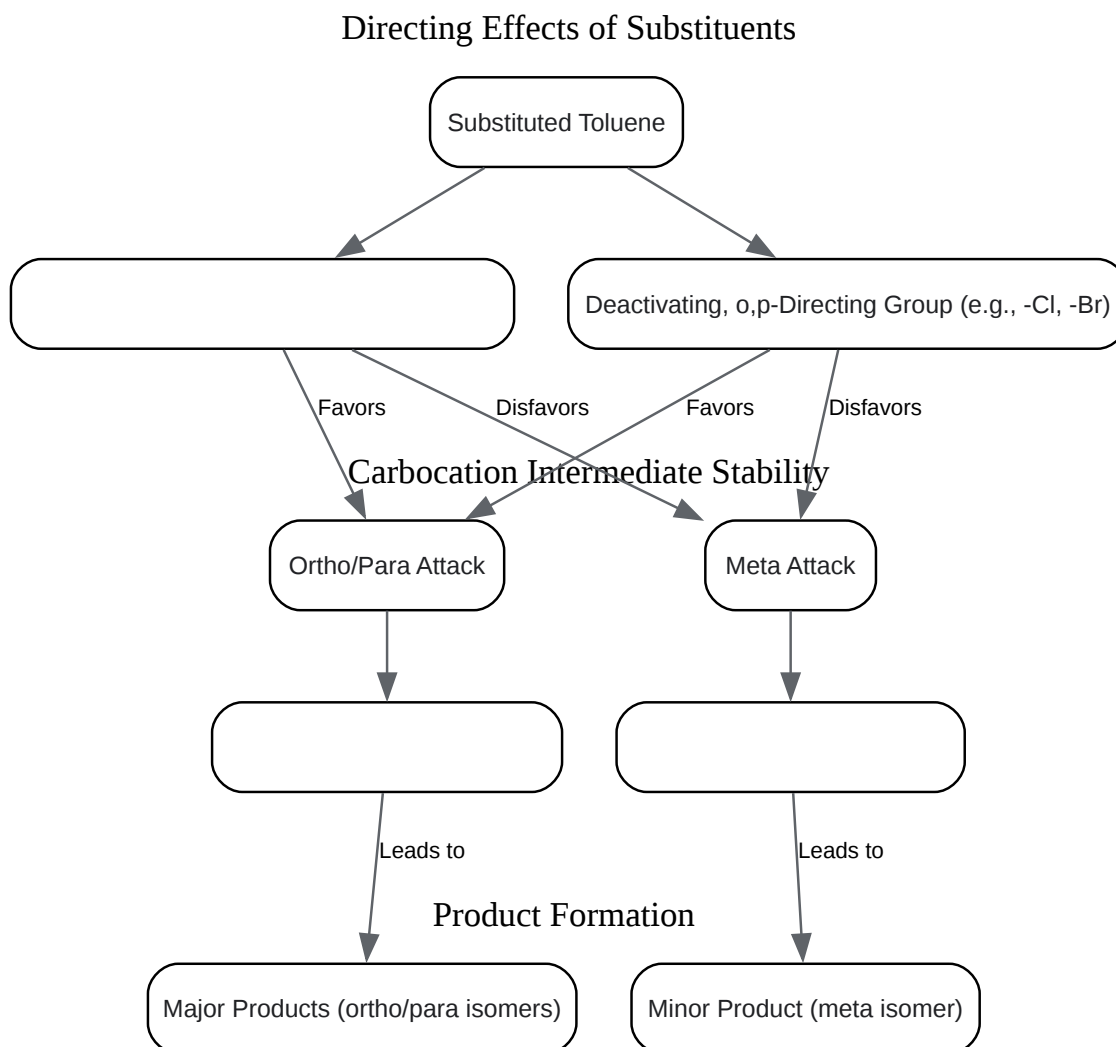 Directing Effects of Substituents
Substituted Toluene
Deactivating, o,p-Directing Group (e.g., -Cl, -Br)
Favors
Disfavors
Favors
Disfavors
Carbocation Intermediate Stability
Ortho/Para Attack
Meta Attack
Leads to
Leads to
Product Formation
Major Products (ortho/para isomers)
Minor Product (meta isomer)